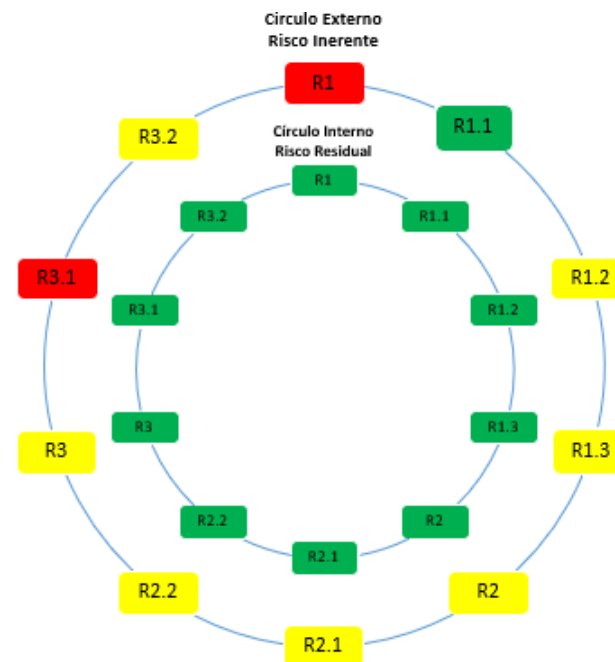 Circulo Externo
Risco Inerente
R1
R1.1
R1.2
R1.3
R2
R2.1
R2.2
R3
R3.1
R3.2
Círculo Interno
Risco Residual
R1
R1.1
R1.2
R1.3
R2
R2.1
R2.2
R3
R3.1
R3.2